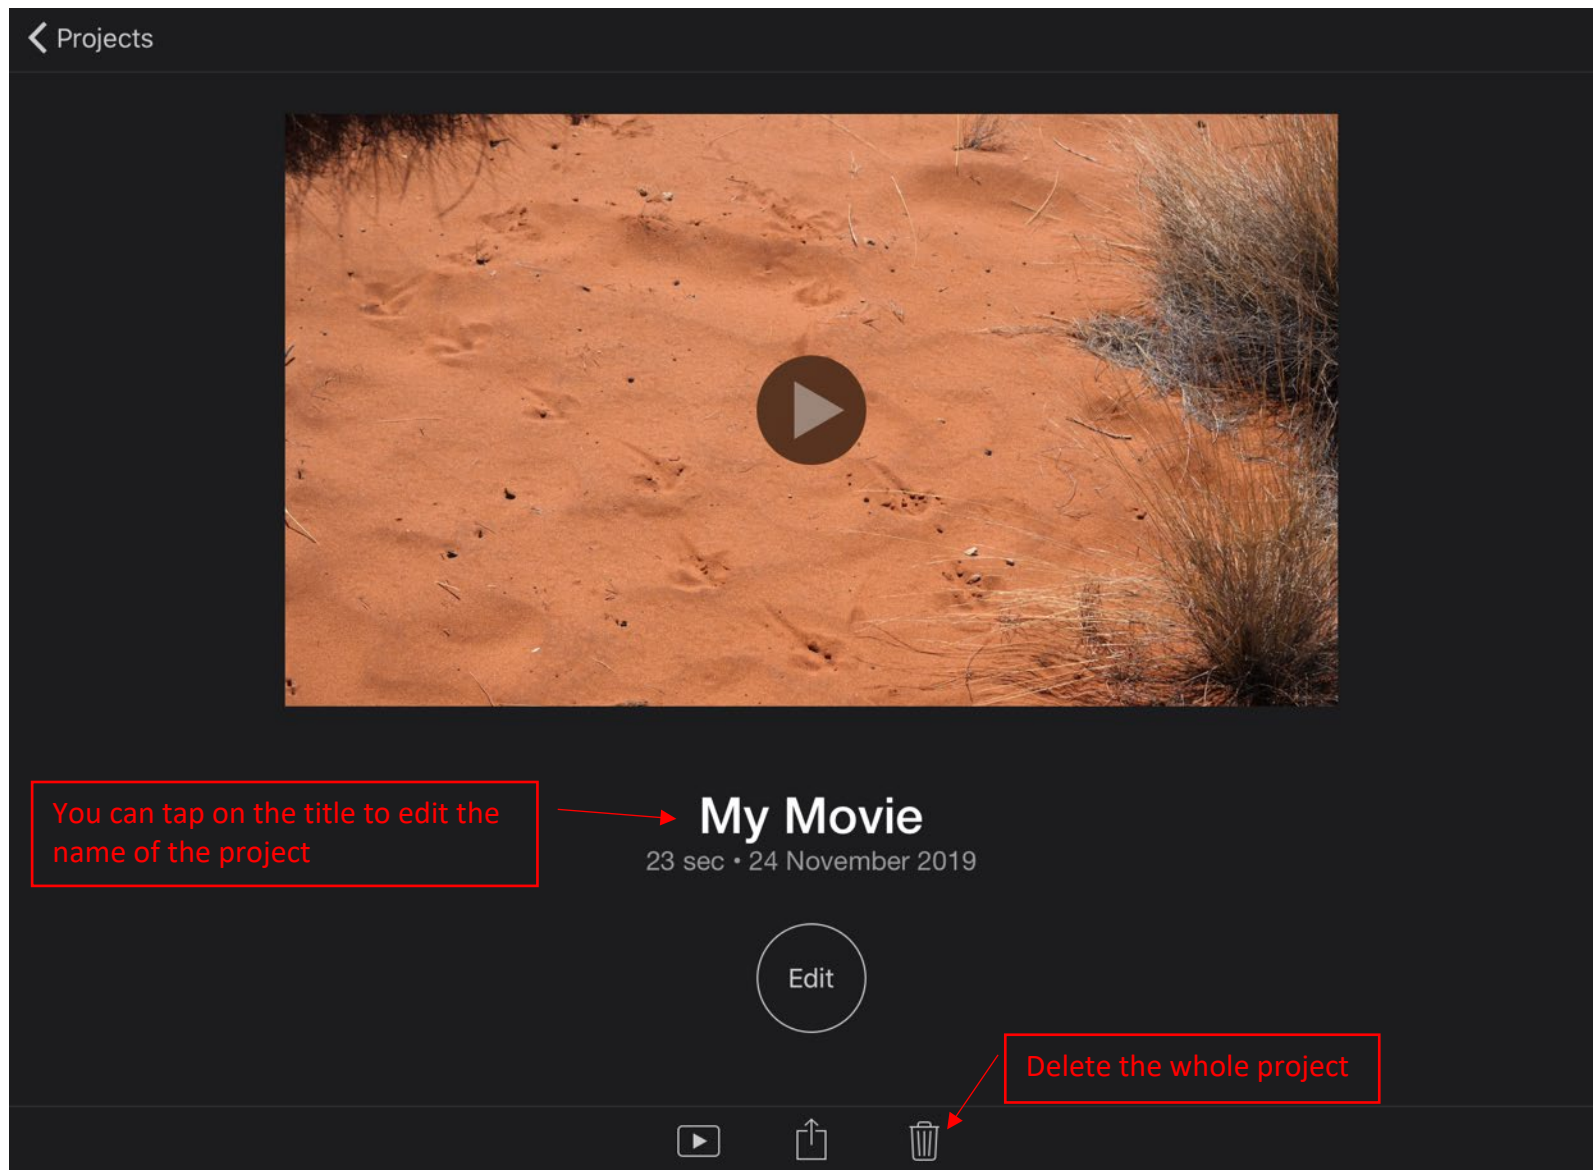 Projects
You can tap on the title to edit the
name of the project
My Movie
23 sec • 24 November 2019
Edit
Delete the whole project